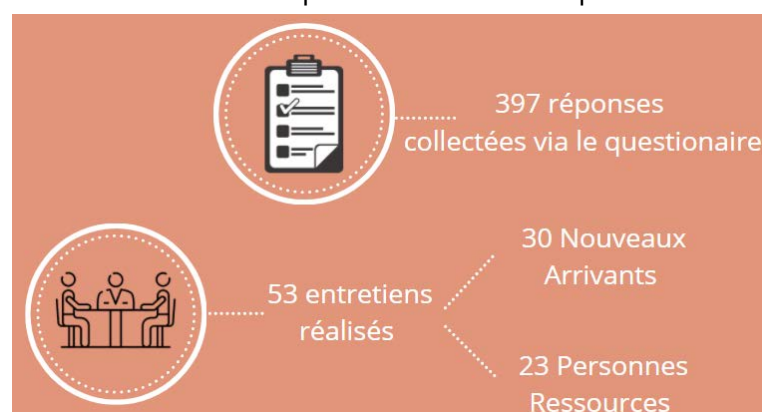 397 réponses
collectées via le questionaire
30 Nouveaux
Arrivants
53 entretiens
réalisés
23 Personnes
Ressources